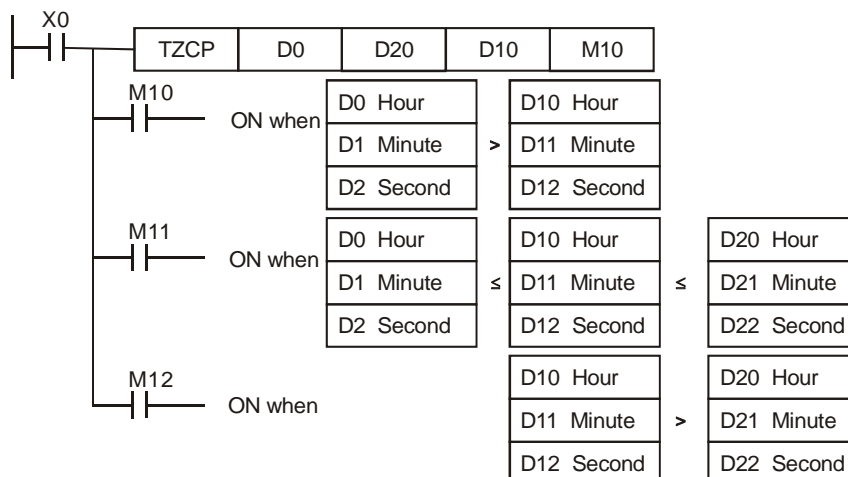 X0
TZCP D0 D20 D10 M10
M10
ON when
D0 Hour
D1 Minute
D2 Second
>
D10 Hour
D11 Minute
D12 Second
M11
ON when
D0 Hour
D1 Minute
D2 Second
≤
D10 Hour
D11 Minute
D12 Second
≤
D20 Hour
D21 Minute
D22 Second
M12
ON when
D10 Hour
D11 Minute
D12 Second
>
D20 Hour
D21 Minute
D22 Second